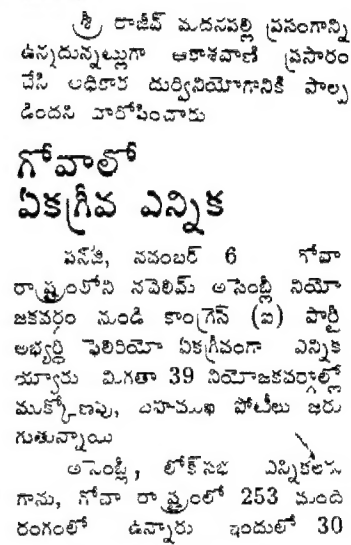 శ్రీ రాజీవ్ మదనపల్లి ప్రసంగాన్ని
ఉన్నదున్నట్లుగా ఆకాశవాణి ప్రసారం
చేసి అధికార దుర్వినియోగానికి పాల్ప
డిందని ఆరోపించారు
గోవాలో
ఏకగ్రీవ ఎన్నిక
పనజి, నవంబర్ 6 గోవా
రాష్ట్రంలోని నవెలిమ్ అసెంబ్లీ నియో
జకవర్గం నుండి కాంగ్రెస్ (ఐ) పార్టీ
అభ్యర్థి ఫెలిరియో ఏకగ్రీవంగా ఎన్నిక
య్యారు మిగతా 39 నియోజకవర్గాల్లో
ముక్కోణపు, బహుముఖ పోటీలు జరు
గుతున్నాయి
అసెంబ్లీ, లోక్‌సభ ఎన్నికలకు
గాను, గోవా రాష్ట్రంలో 253 మంది
రంగంలో ఉన్నారు ఇందులో 30